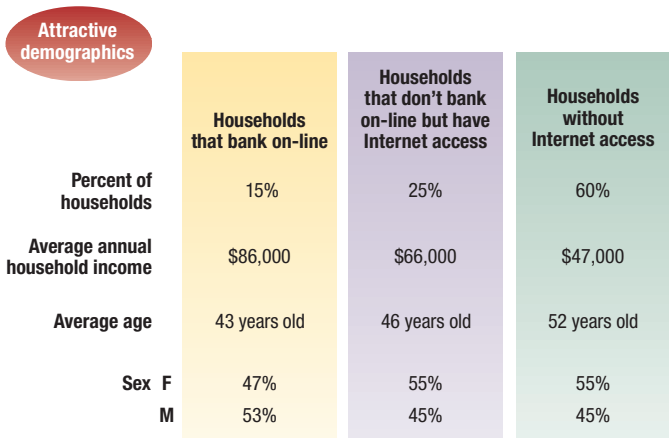 Attractive
demographics
Households
that bank on-line
Households
that don't bank
on-line but have
Internet access
Households
without
Internet access
Percent of
households
15%
25%
60%
Average annual
household income
$86,000
$66,000
$47,000
Average age
43 years old
46 years old
52 years old
Sex F
47%
55%
55%
M
53%
45%
45%